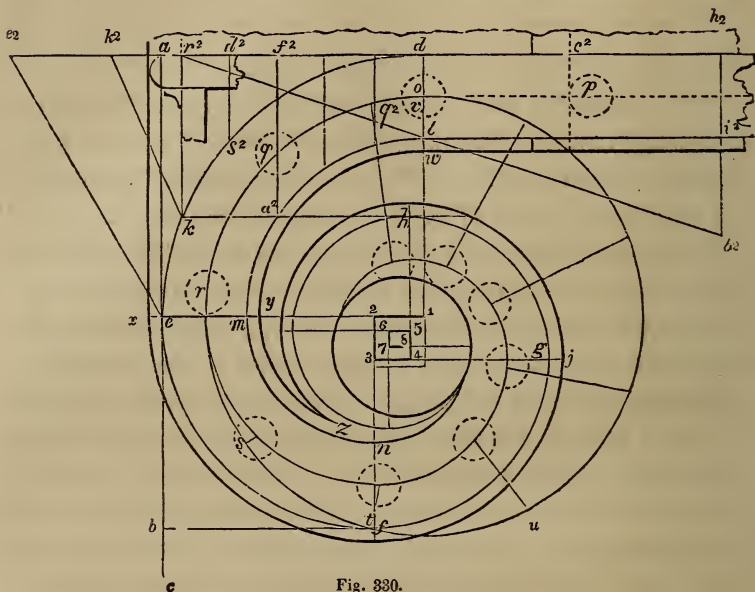 h2
e2 k2 a r² d² f² d c²
o v p
q²
s² q l i²
w
k a² h b2
r
x e m y 2 1
6 5
7 8
3 4 g j
z
s n
t f
b u
c
Fig. 330.